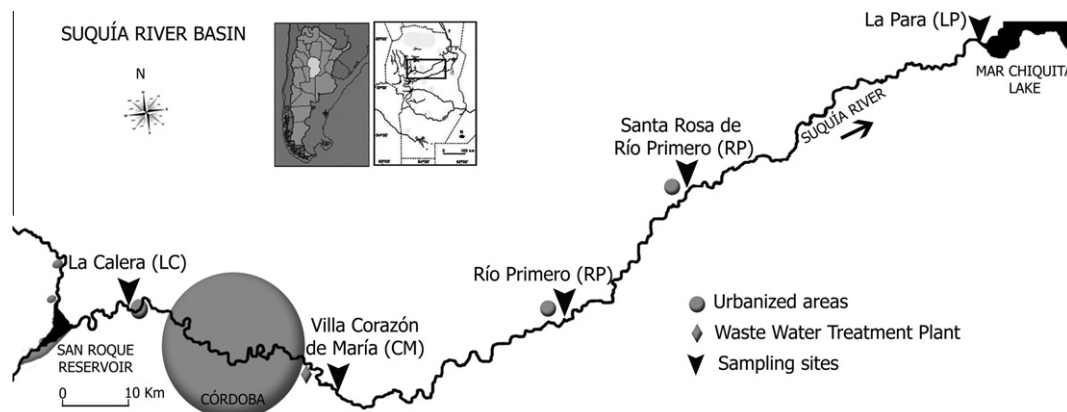 SUQUÍA RIVER BASIN
N
La Para (LP)
MAR CHIQUITA
LAKE
SUQUÍA RIVER
Santa Rosa de
Río Primero (RP)
La Calera (LC)
Río Primero (RP)
Villa Corazón
de María (CM)
SAN ROQUE
RESERVOIR
0 10 Km
CÓRDOBA
Urbanized areas
Waste Water Treatment Plant
Sampling sites